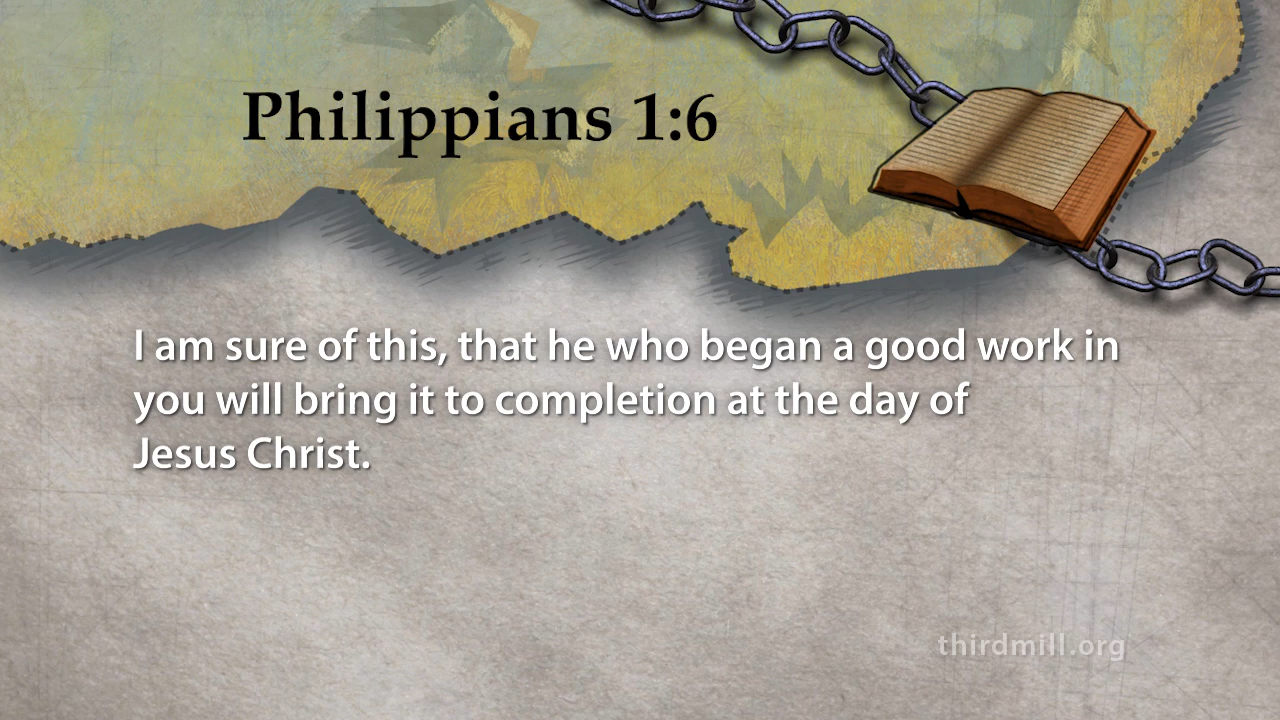 Philippians 1:6
I am sure of this, that he who began a good work in
you will bring it to completion at the day of
Jesus Christ.
thirdmill.org